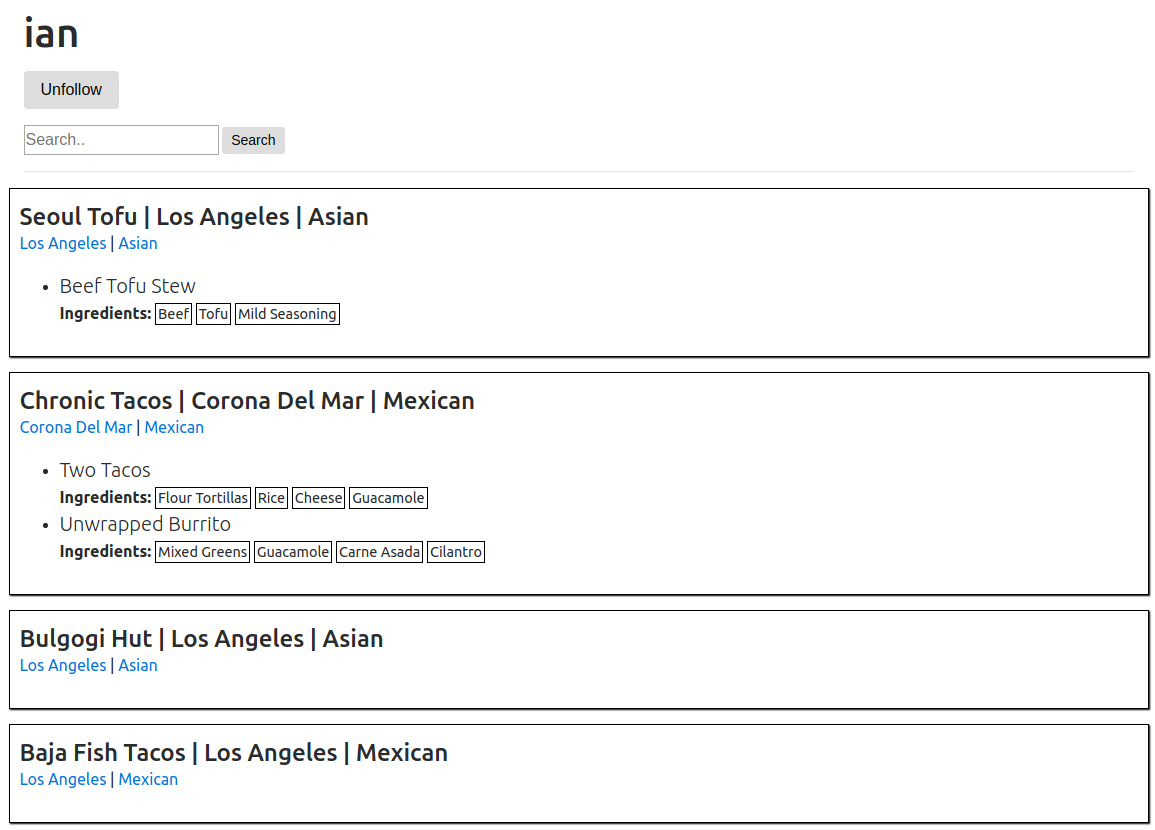 ian
Unfollow
Search.. Search
Seoul Tofu | Los Angeles | Asian
Los Angeles | Asian
Beef Tofu Stew
Ingredients: Beef Tofu Mild Seasoning
Chronic Tacos | Corona Del Mar | Mexican
Corona Del Mar | Mexican
Two Tacos
Ingredients: Flour Tortillas Rice Cheese Guacamole
Unwrapped Burrito
Ingredients: Mixed Greens Guacamole Carne Asada Cilantro
Bulgogi Hut | Los Angeles | Asian
Los Angeles | Asian
Baja Fish Tacos | Los Angeles | Mexican
Los Angeles | Mexican